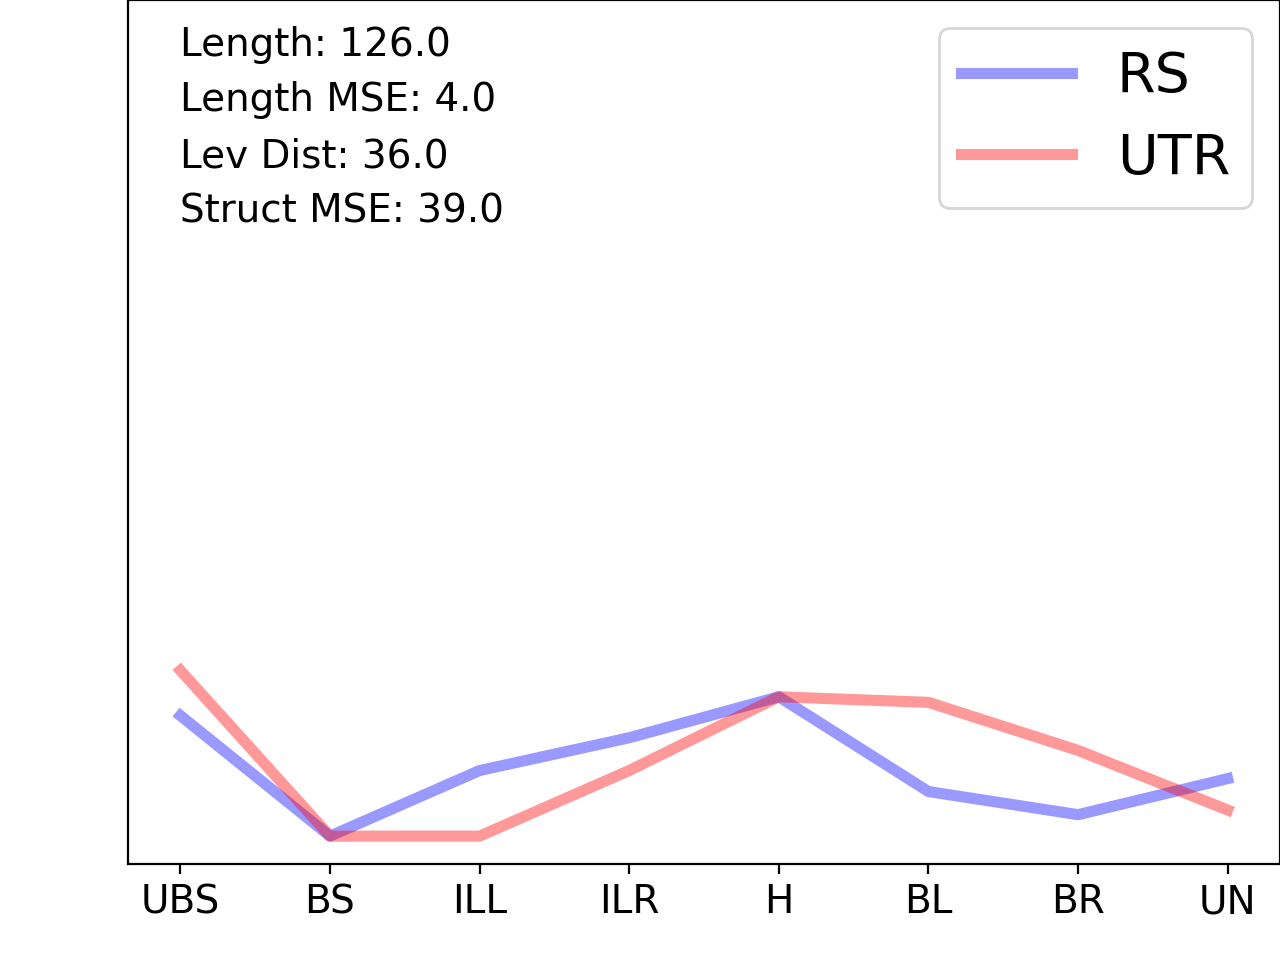 Length: 126.0
Length MSE: 4.0
Lev Dist: 36.0
Struct MSE: 39.0
RS
UTR
UBS BS ILL ILR H BL BR UN